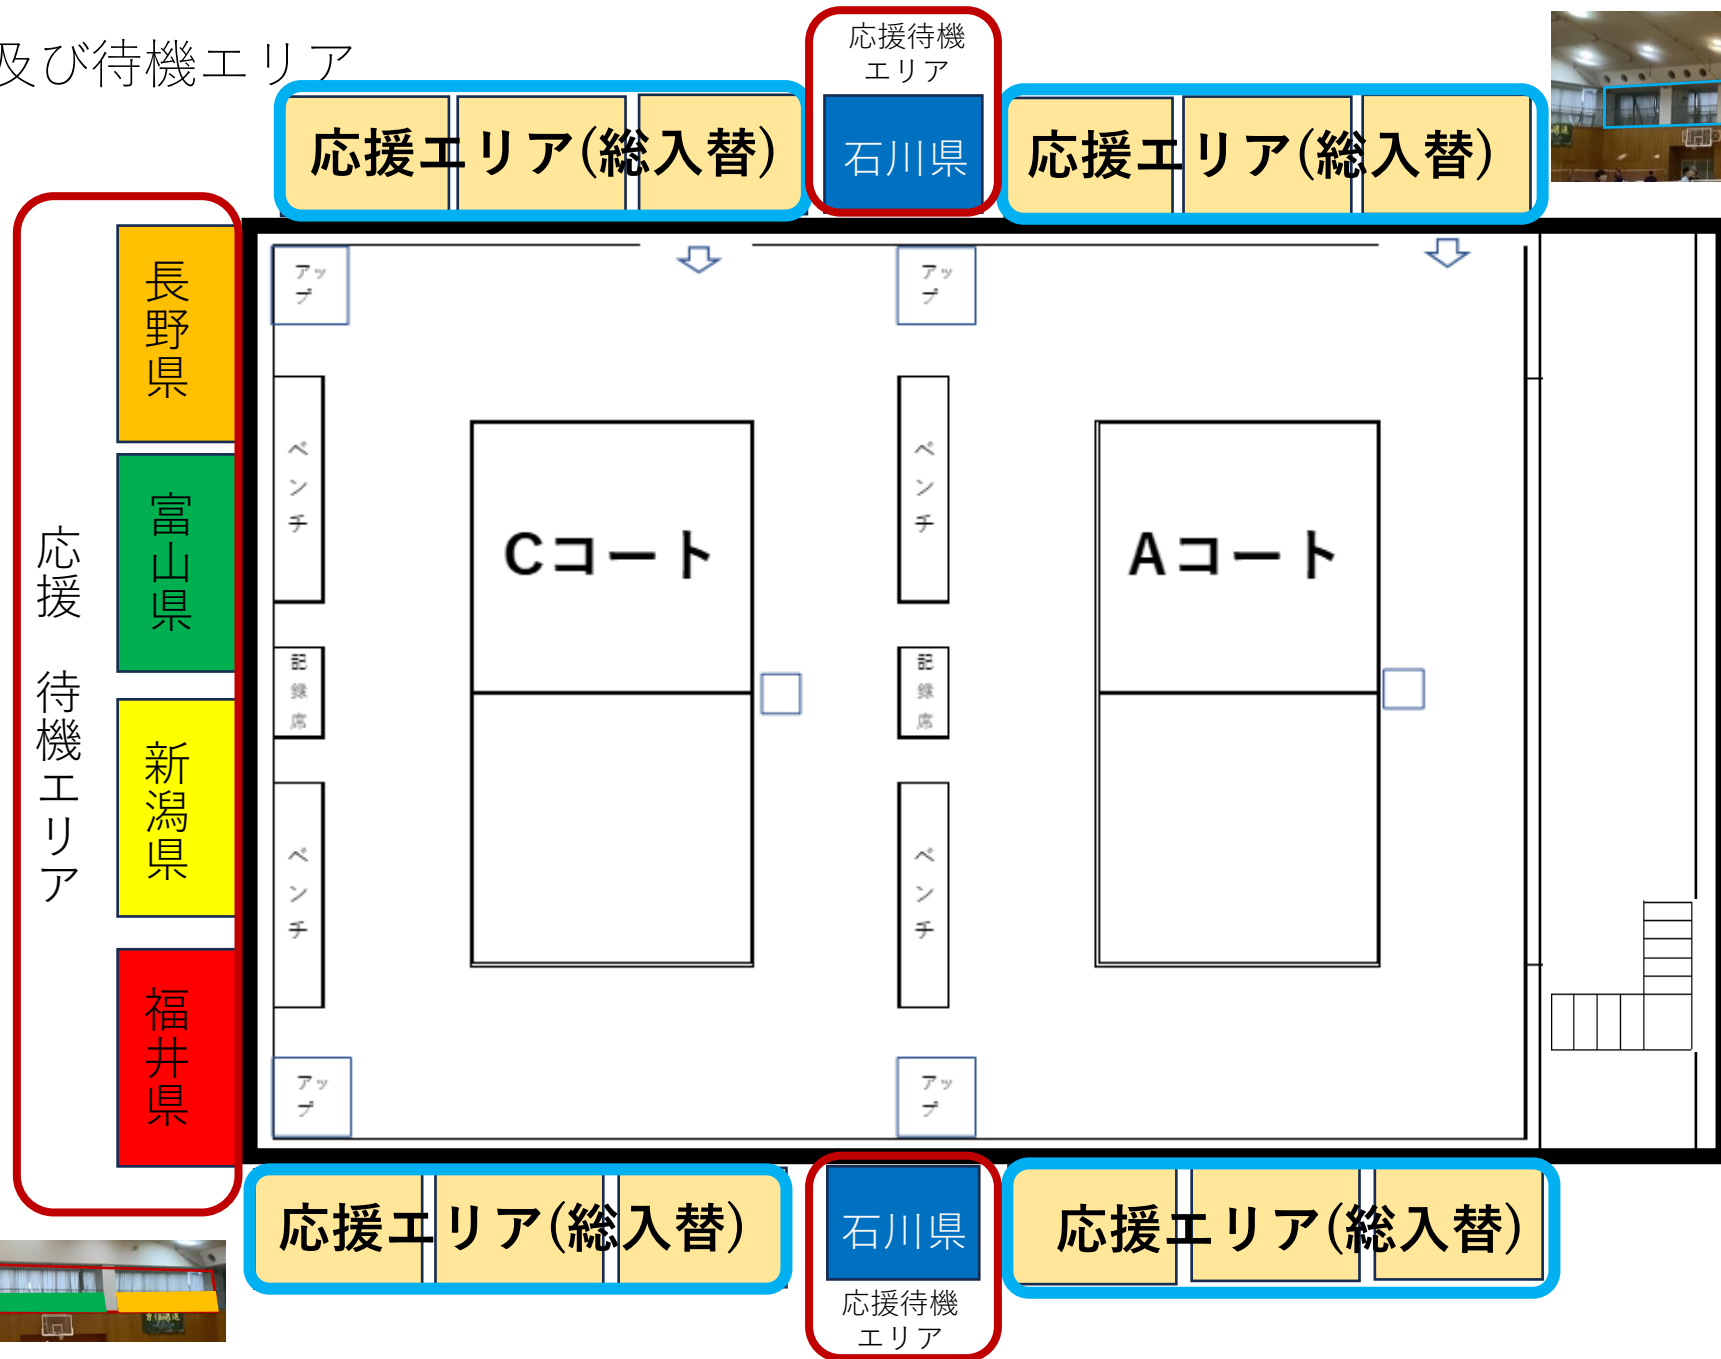 及び待機エリア
応援待機
エリア
応援エリア(総入替)
石川県
応援エリア(総入替)
長野県
富山県
新潟県
福井県
応援 待機エリア
アッ
プ
アッ
プ
ベンチ
ベンチ
Cコート
Aコート
記録席
記録席
ベンチ
ベンチ
アッ
プ
アッ
プ
応援エリア(総入替)
石川県
応援エリア(総入替)
応援待機
エリア